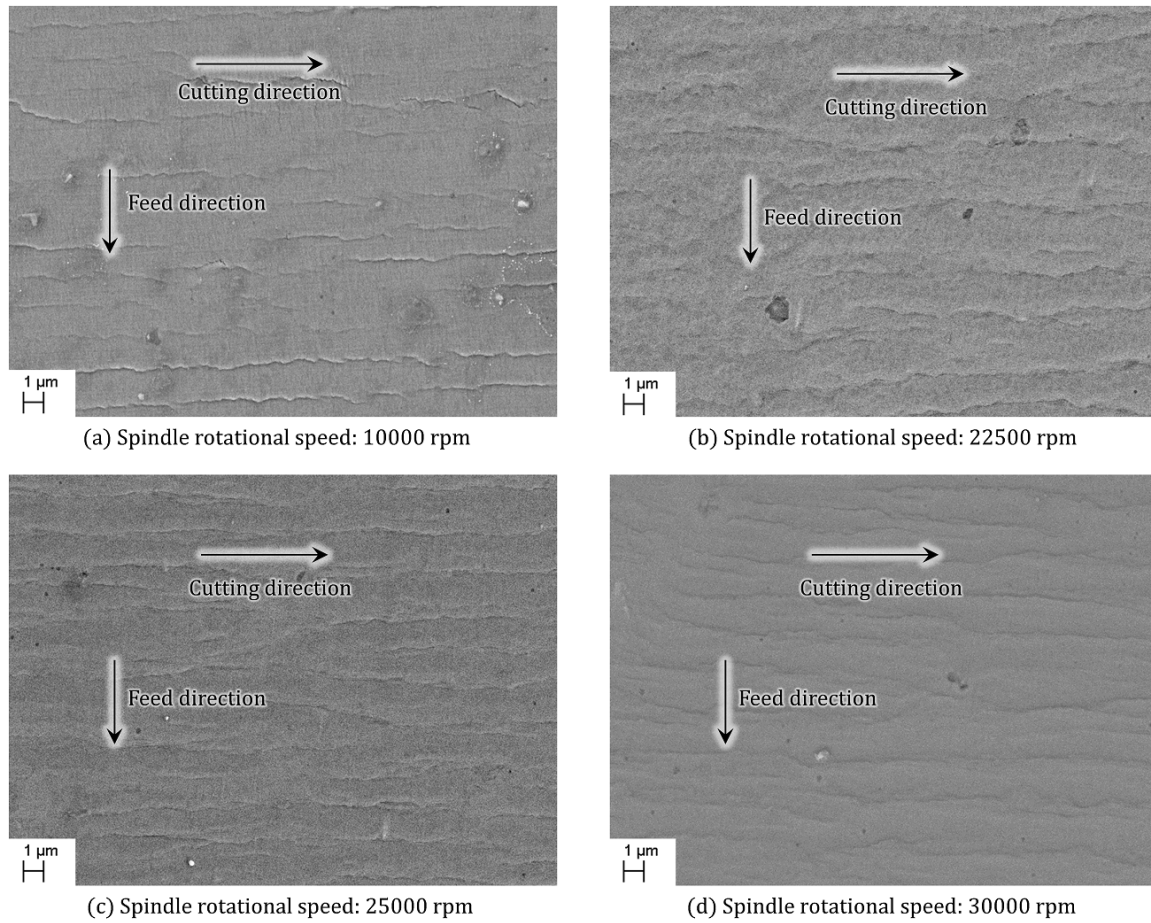 Cutting direction
Feed direction
1 μm
(a) Spindle rotational speed: 10000 rpm
Cutting direction
Feed direction
1 μm
(b) Spindle rotational speed: 22500 rpm
Cutting direction
Feed direction
1 μm
(c) Spindle rotational speed: 25000 rpm
Cutting direction
Feed direction
1 μm
(d) Spindle rotational speed: 30000 rpm